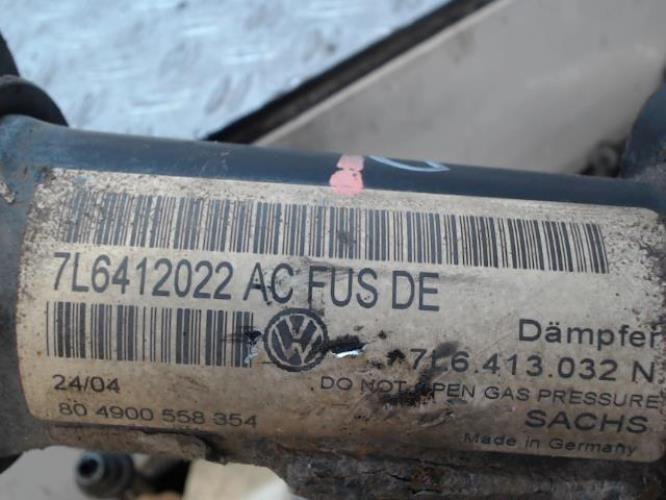 7L6412022 AC FUS DE
Dämpfer
7L6.413.032 N
24/04
DO NOT OPEN GAS PRESSURE
80 4900 558 354
SACHS
Made in Germany